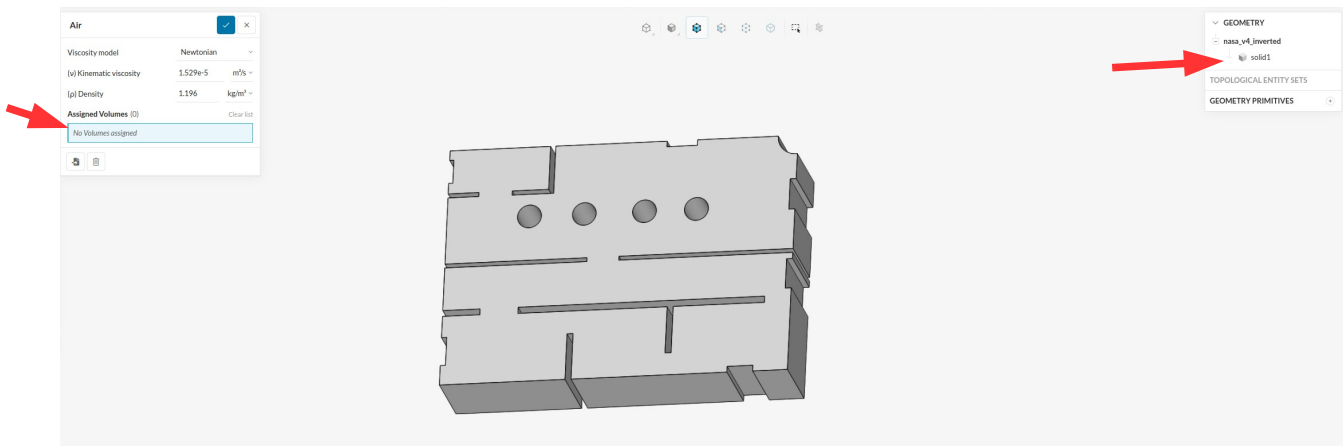 Air
Viscosity model Newtonian
(ν) Kinematic viscosity 1.529e-5 m²/s
(ρ) Density 1.196 kg/m³
Assigned Volumes (0) Clear list
No Volumes assigned
GEOMETRY
nasa_v4_inverted
solid1
TOPOLOGICAL ENTITY SETS
GEOMETRY PRIMITIVES